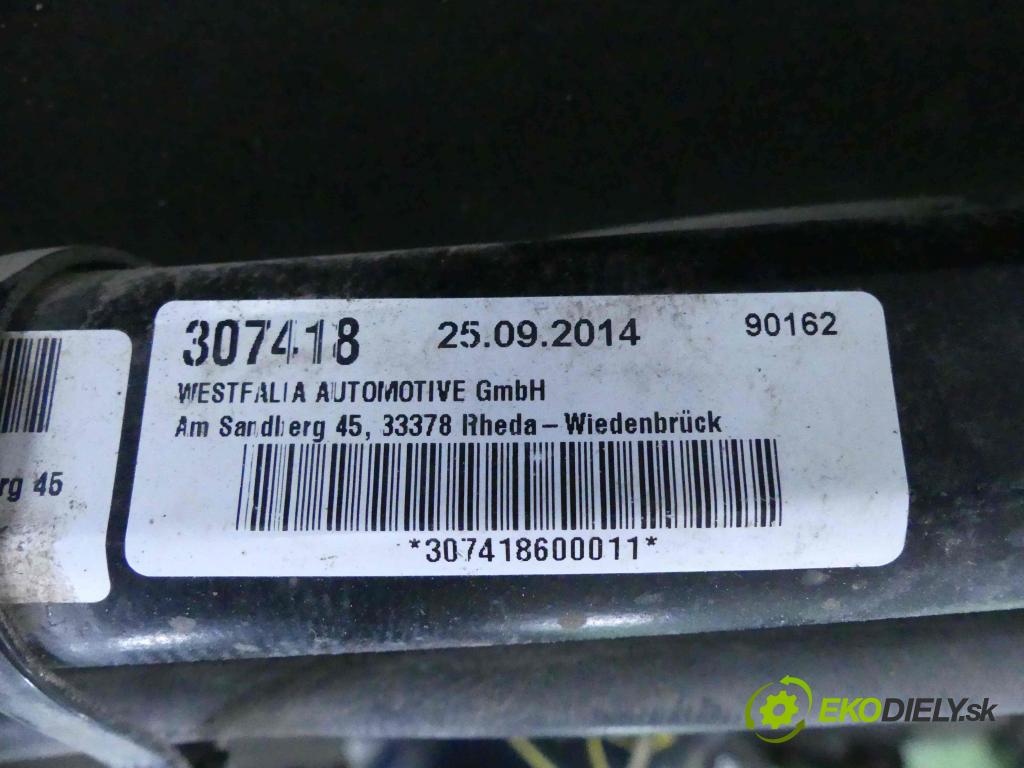 307418 25.09.2014 90162
WESTFALIA AUTOMOTIVE GmbH
Am Sandberg 45, 33378 Rheda-Wiedenbrück
*307418600011*
rg 45
EKODIELY.sk